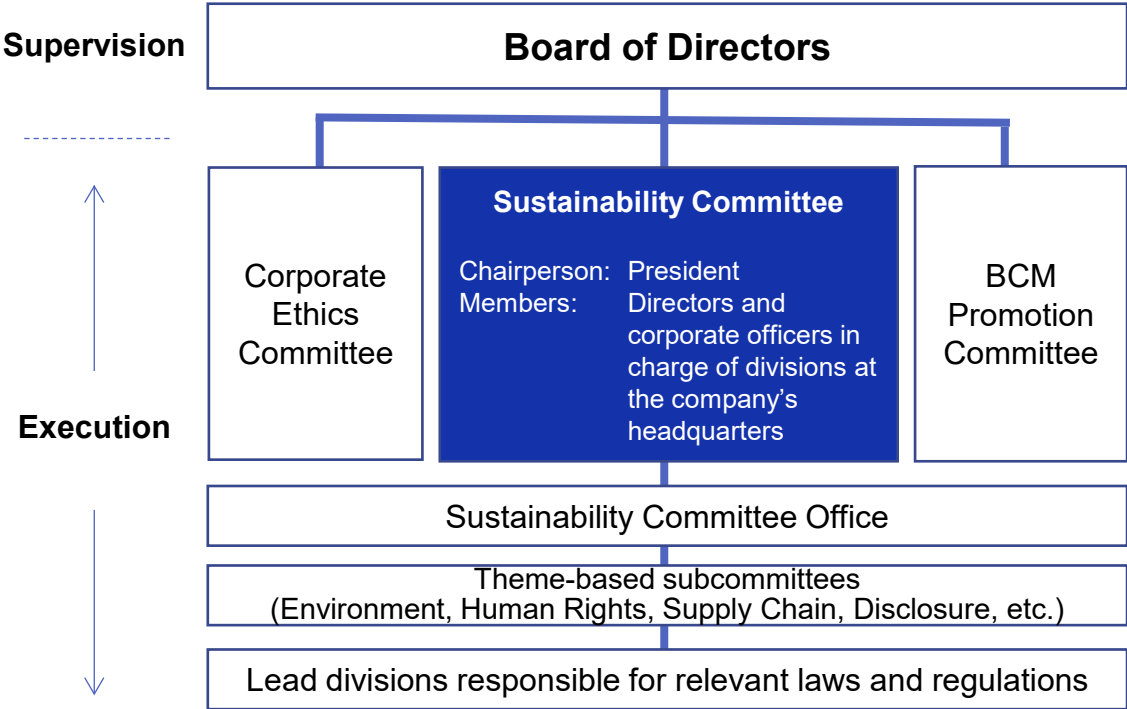 Supervision
Board of Directors
Corporate
Ethics
Committee
Sustainability Committee
Chairperson: President
Members: Directors and
corporate officers in
charge of divisions at
the company’s
headquarters
BCM
Promotion
Committee
Execution
Sustainability Committee Office
Theme-based subcommittees
(Environment, Human Rights, Supply Chain, Disclosure, etc.)
Lead divisions responsible for relevant laws and regulations